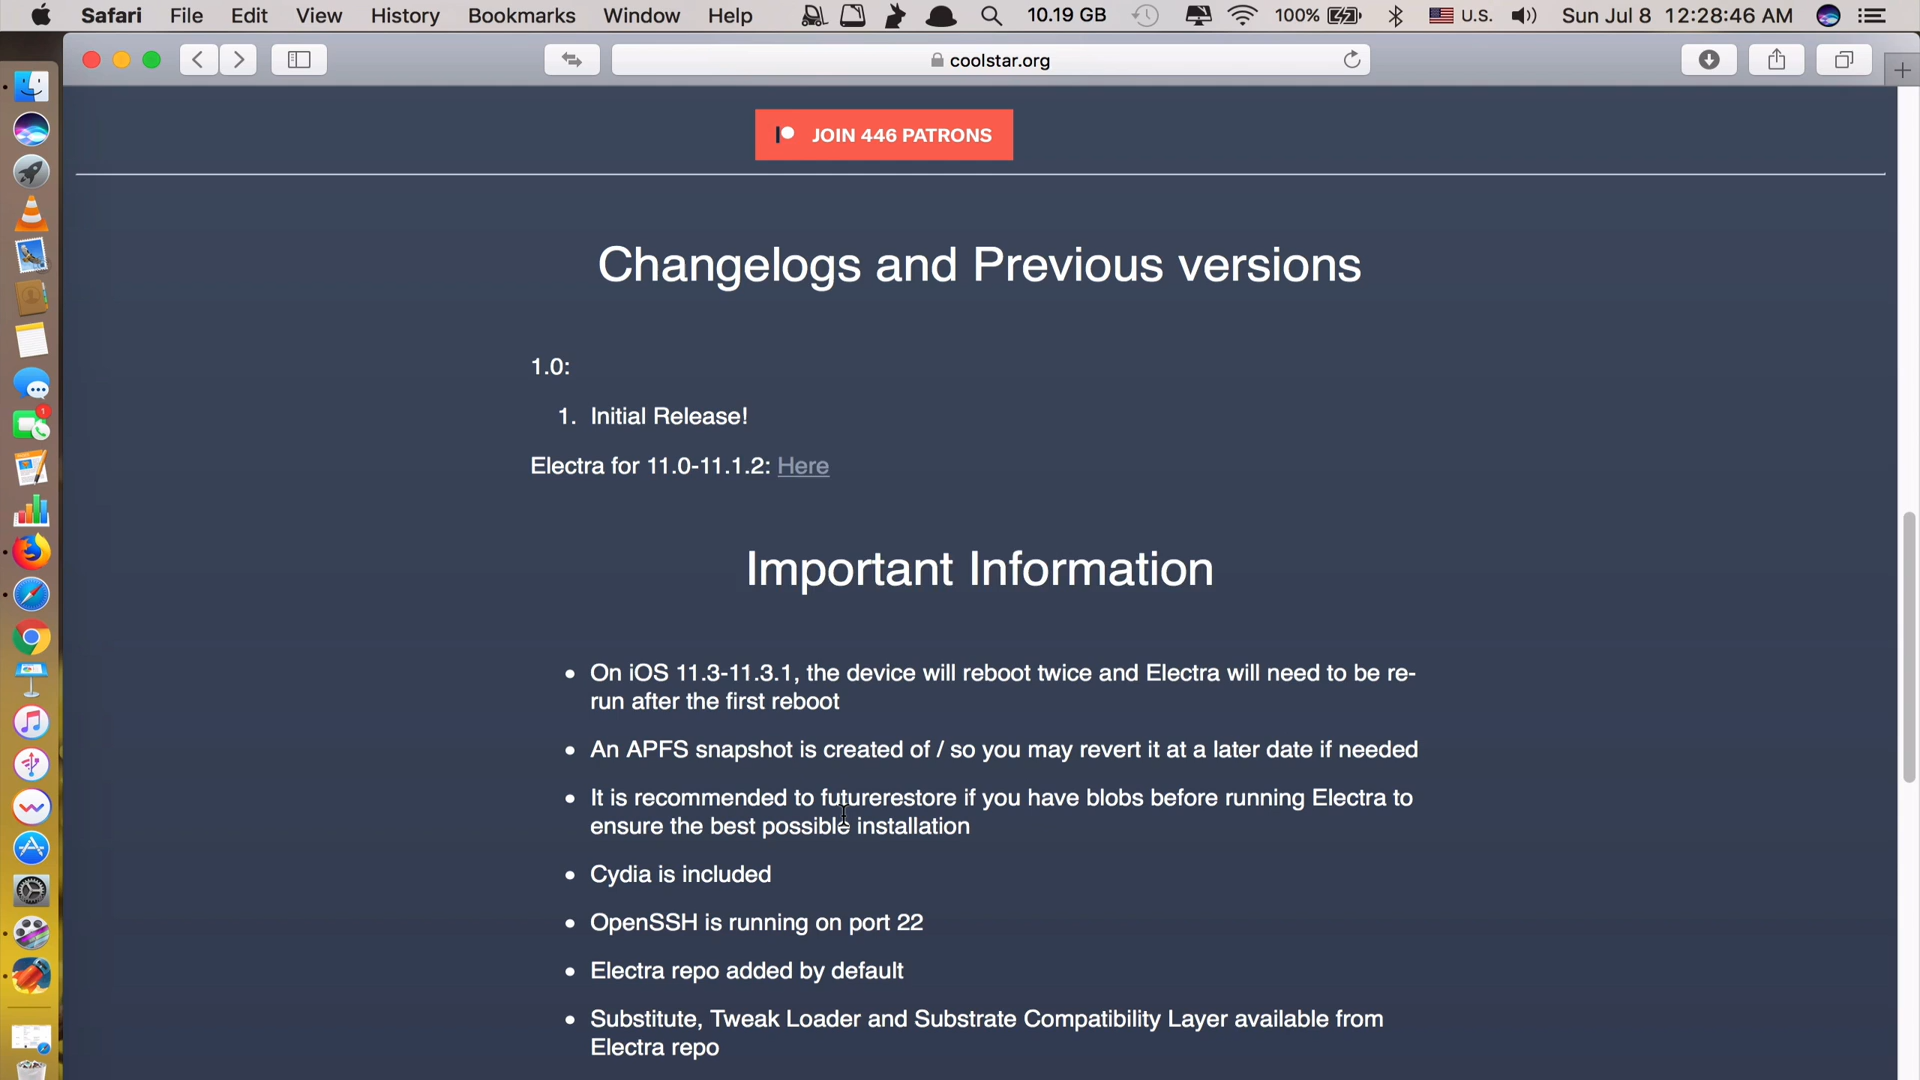 Safari File Edit View History Bookmarks Window Help 10.19 GB 100% U.S. Sun Jul 8 12:28:46 AM
coolstar.org
JOIN 446 PATRONS
Changelogs and Previous versions
1.0:
1. Initial Release!
Electra for 11.0-11.1.2: Here
Important Information
• On iOS 11.3-11.3.1, the device will reboot twice and Electra will need to be re-
run after the first reboot
• An APFS snapshot is created of / so you may revert it at a later date if needed
• It is recommended to futurerestore if you have blobs before running Electra to
ensure the best possible installation
• Cydia is included
• OpenSSH is running on port 22
• Electra repo added by default
• Substitute, Tweak Loader and Substrate Compatibility Layer available from
Electra repo
1